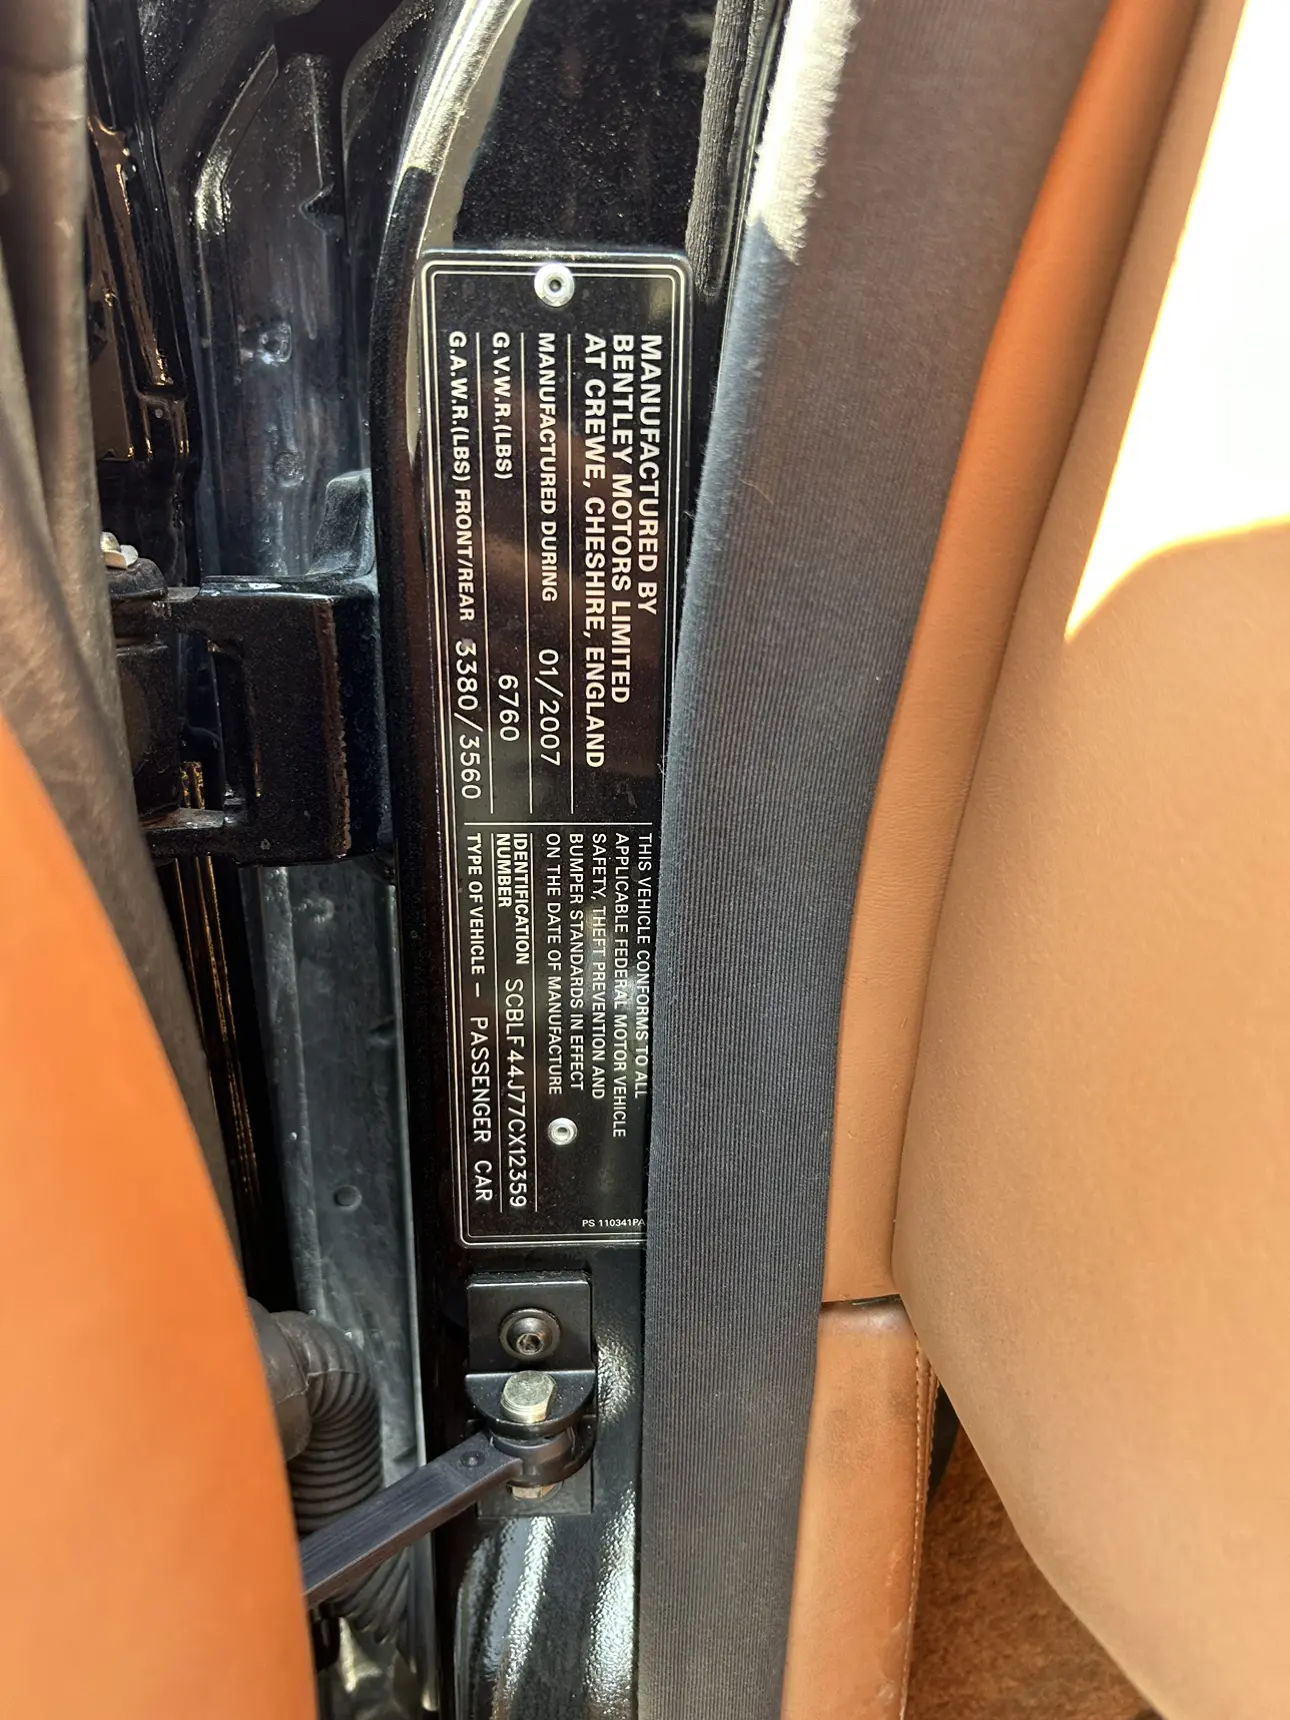 MANUFACTURED BY
BENTLEY MOTORS LIMITED
AT CREWE, CHESHIRE, ENGLAND
MANUFACTURED DURING 01/2007
G.V.W.R.(LBS) 6760
G.A.W.R.(LBS) FRONT/REAR 3380/3560
THIS VEHICLE CONFORMS TO ALL
APPLICABLE FEDERAL MOTOR VEHICLE
SAFETY, THEFT PREVENTION AND
BUMPER STANDARDS IN EFFECT
ON THE DATE OF MANUFACTURE
IDENTIFICATION
NUMBER SCBLF44J77CX12359
TYPE OF VEHICLE – PASSENGER CAR
PS 110341PA